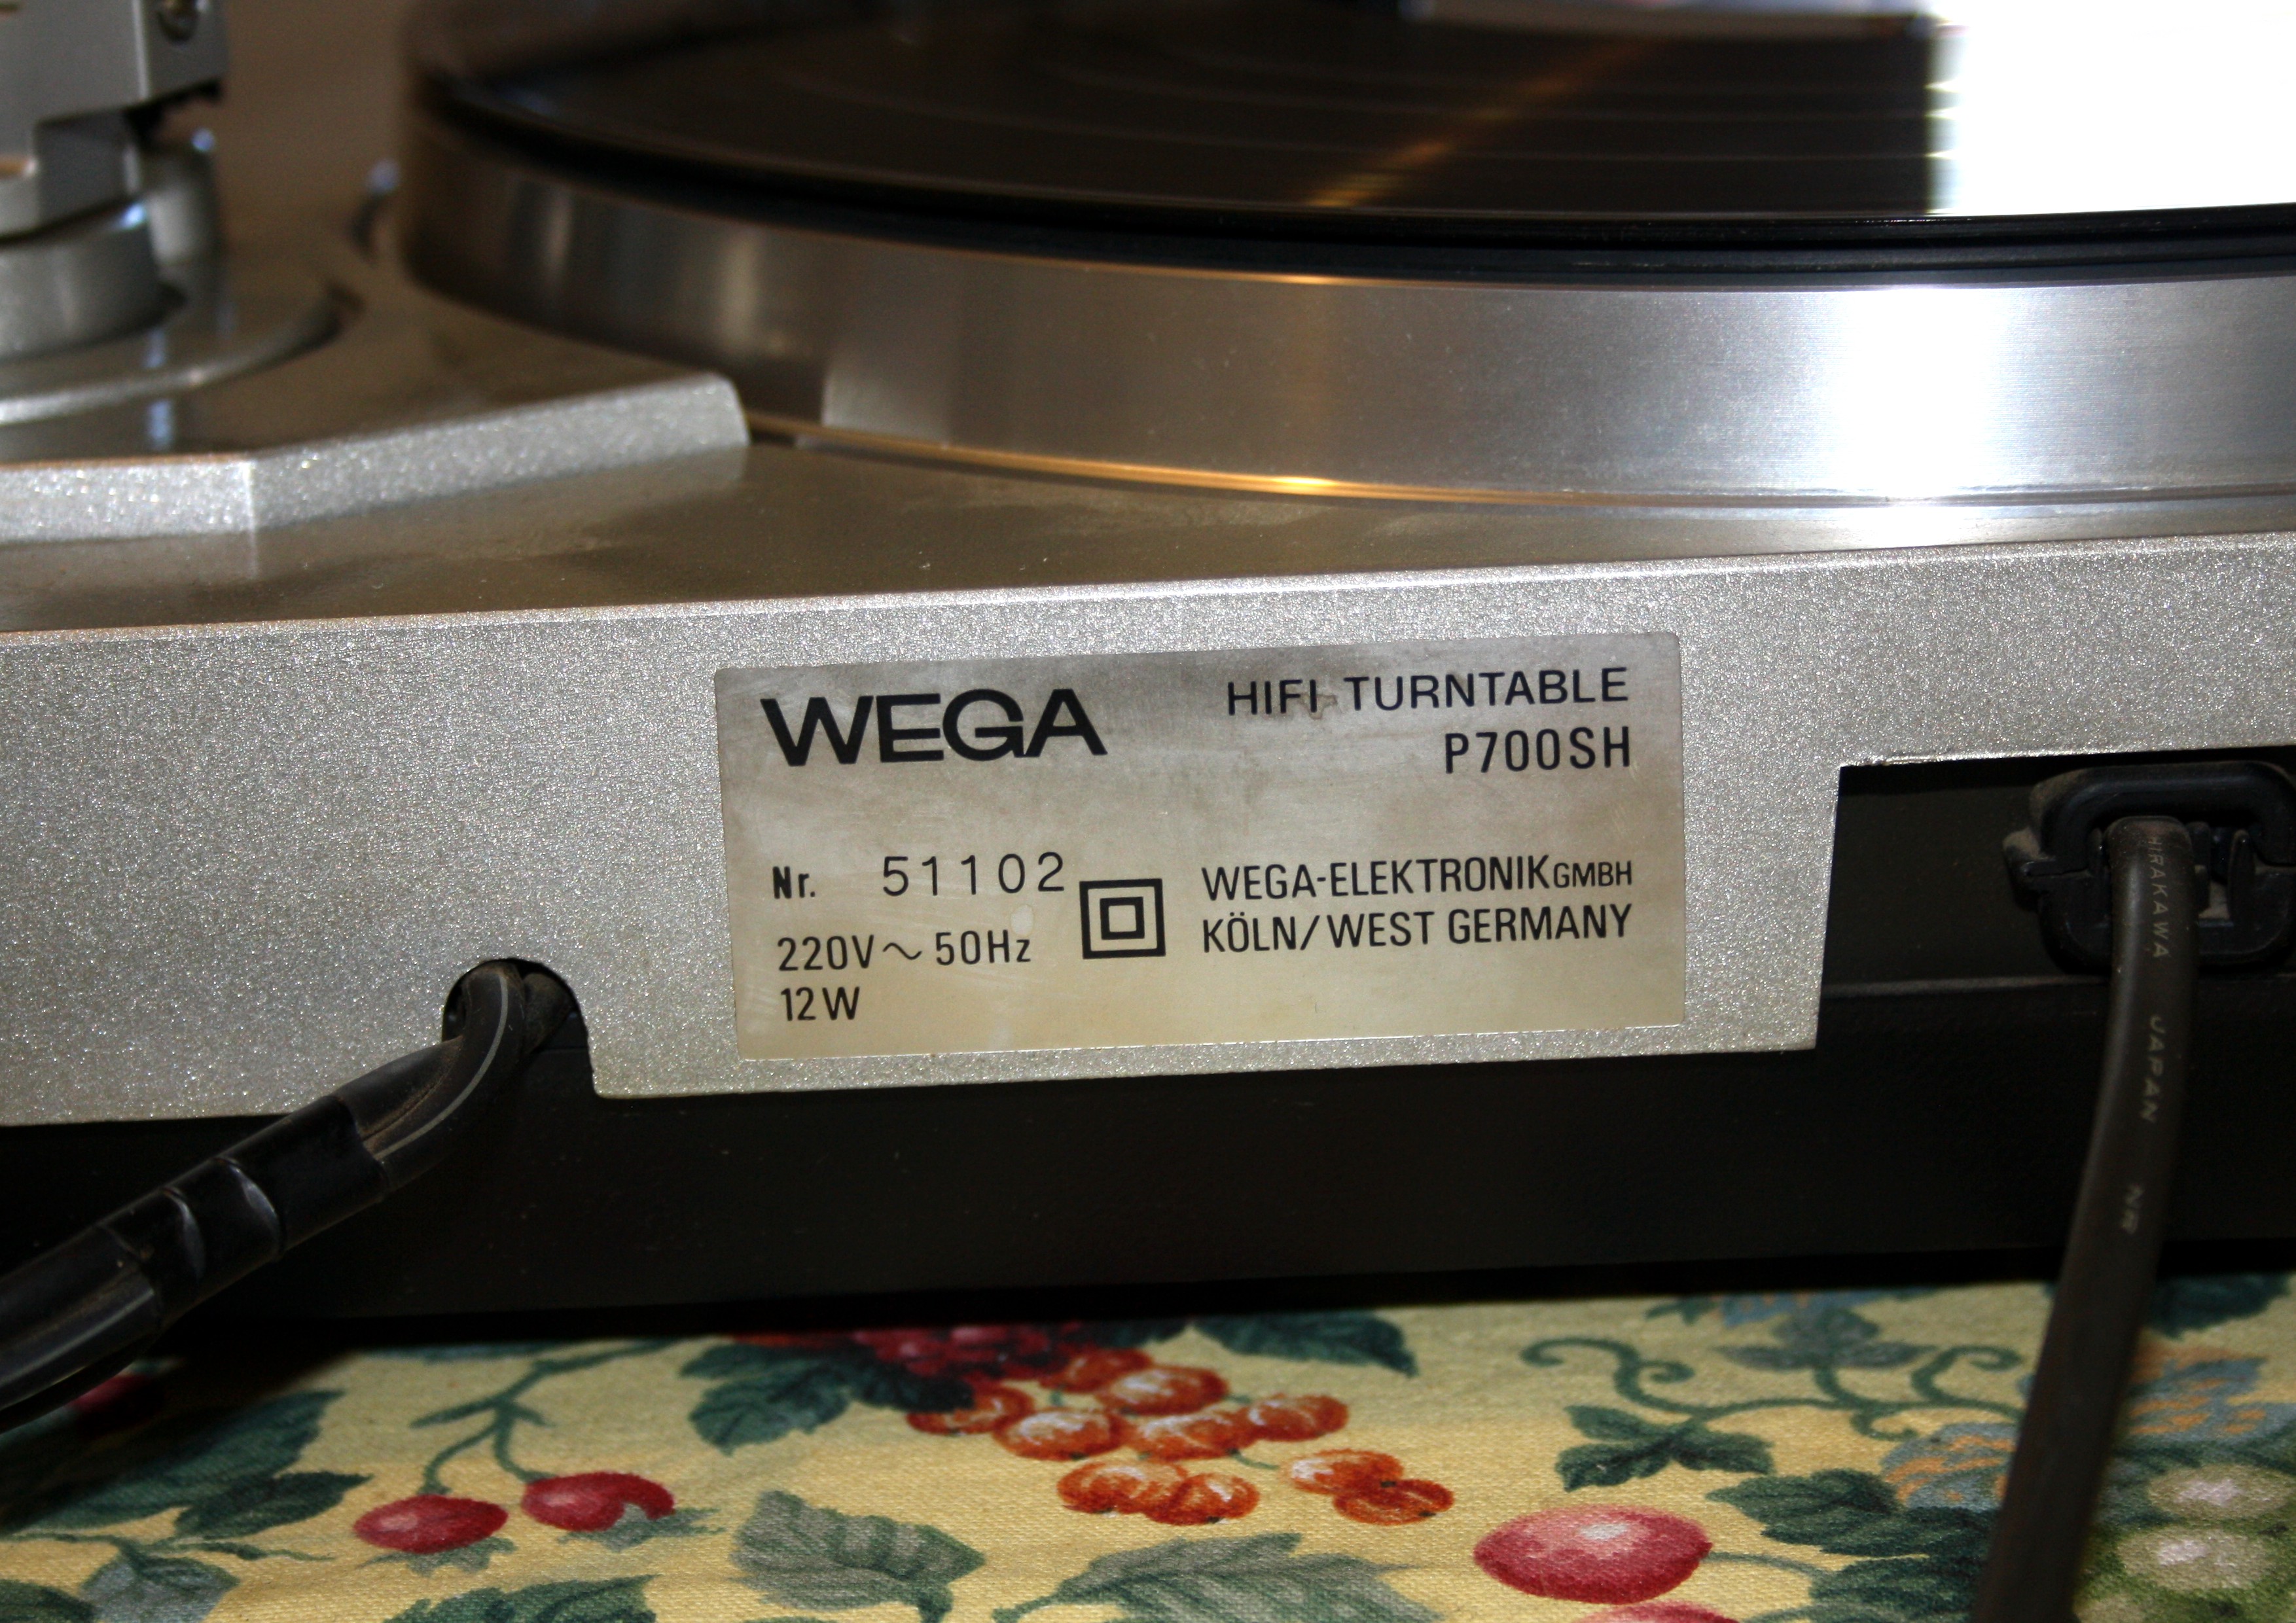 WEGA
HIFI TURNTABLE
P700SH
Nr. 51102
220V~50Hz
12W
WEGA-ELEKTRONIK GMBH
KÖLN/WEST GERMANY
HIRAKAWA JAPAN